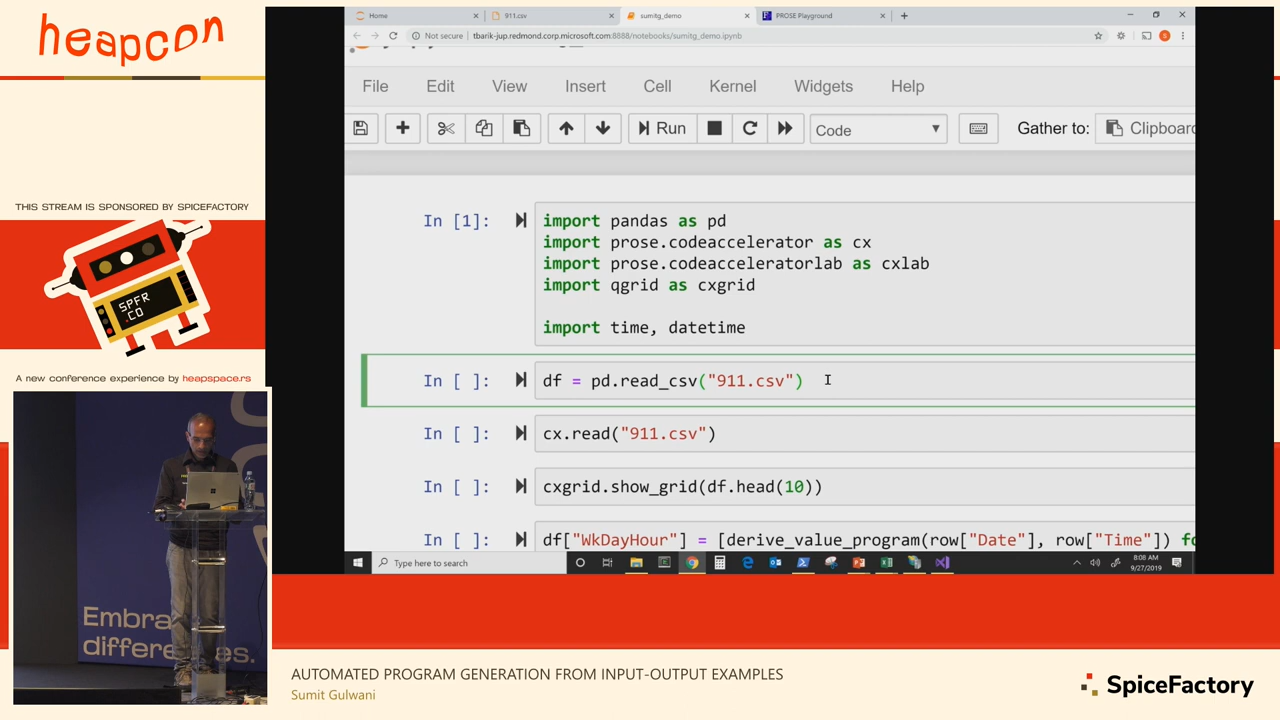 heapcon
THIS STREAM IS SPONSORED BY SPICEFACTORY
SPFR
.CO
A new conference experience by heapspace.rs
Embra
differe es.
Home
911.csv
sumitg_demo
PROSE Playground
Not secure | tbarik-jup.redmond.corp.microsoft.com:8888/notebooks/sumitg_demo.ipynb
File Edit View Insert Cell Kernel Widgets Help
Run Code Gather to: Clipboard
In [1]: import pandas as pd
import prose.codeaccelerator as cx
import prose.codeacceleratorlab as cxlab
import qgrid as cxgrid
import time, datetime
In [ ]: df = pd.read_csv("911.csv")
In [ ]: cx.read("911.csv")
In [ ]: cxgrid.show_grid(df.head(10))
In [ ]: df["WkDayHour"] = [derive_value_program(row["Date"], row["Time"]) fo
Type here to search
8:08 AM
9/27/2019
AUTOMATED PROGRAM GENERATION FROM INPUT-OUTPUT EXAMPLES
Sumit Gulwani
SpiceFactory